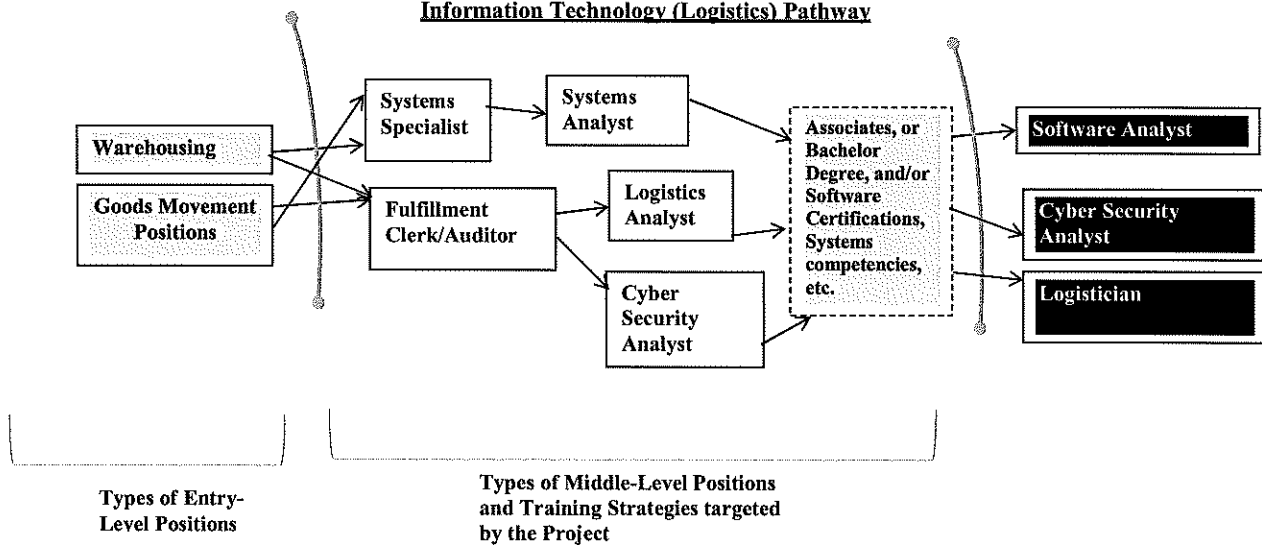 Information Technology (Logistics) Pathway
Warehousing
Goods Movement
Positions
Systems
Specialist
Systems
Analyst
Fulfillment
Clerk/Auditor
Logistics
Analyst
Cyber
Security
Analyst
Associates, or
Bachelor
Degree, and/or
Software
Certifications,
Systems
competencies,
etc.
Software Analyst
Cyber Security
Analyst
Logistician
Types of Entry-
Level Positions
Types of Middle-Level Positions
and Training Strategies targeted
by the Project